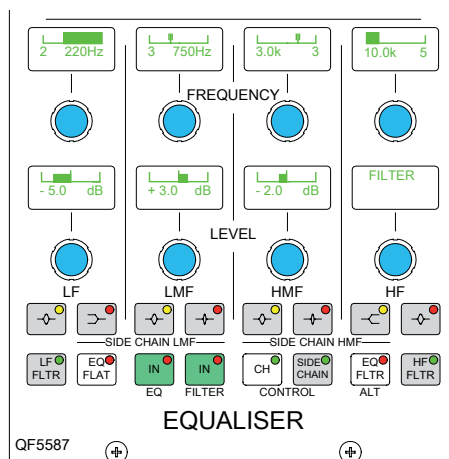 2 220Hz 3 750Hz 3.0k 3 10.0k 5
FREQUENCY
- 5.0 dB + 3.0 dB - 2.0 dB FILTER
LEVEL
LF LMF HMF HF
SIDE CHAIN LMF SIDE CHAIN HMF
LF FLTR EQ FLAT IN IN CH SIDE CHAIN EQ FLTR HF FLTR
EQ FILTER CONTROL ALT
EQUALISER
QF5587